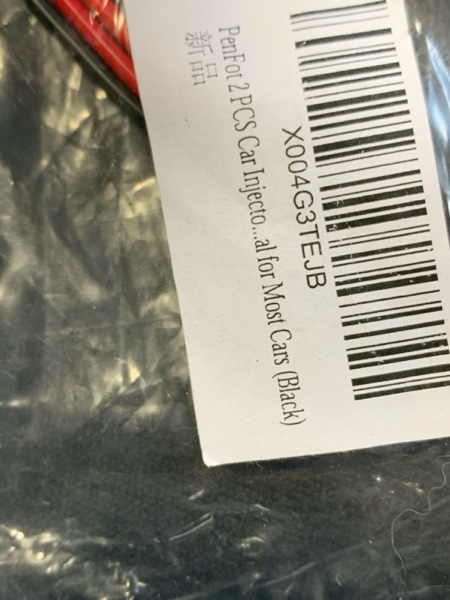 X004G3TEJB
PenFot 2 PCS Car Injecto...al for Most Cars (Black)
新品